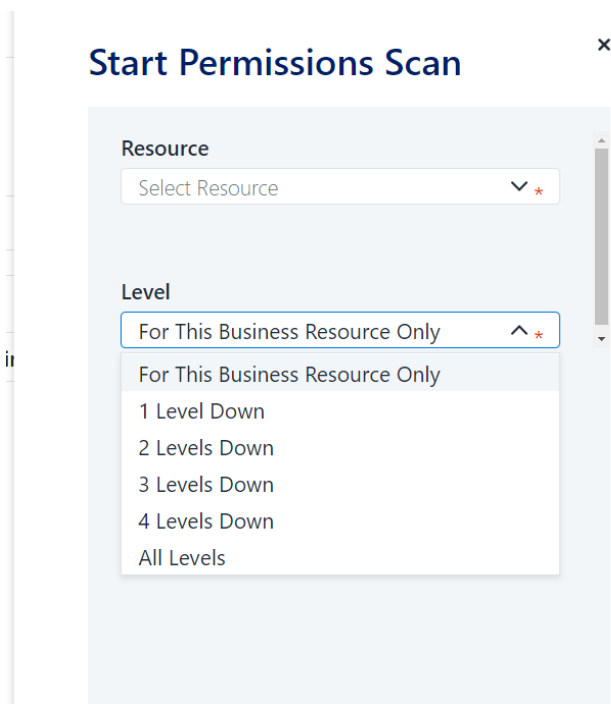 Start Permissions Scan
×
Resource
Select Resource *
Level
For This Business Resource Only *
For This Business Resource Only
1 Level Down
2 Levels Down
3 Levels Down
4 Levels Down
All Levels